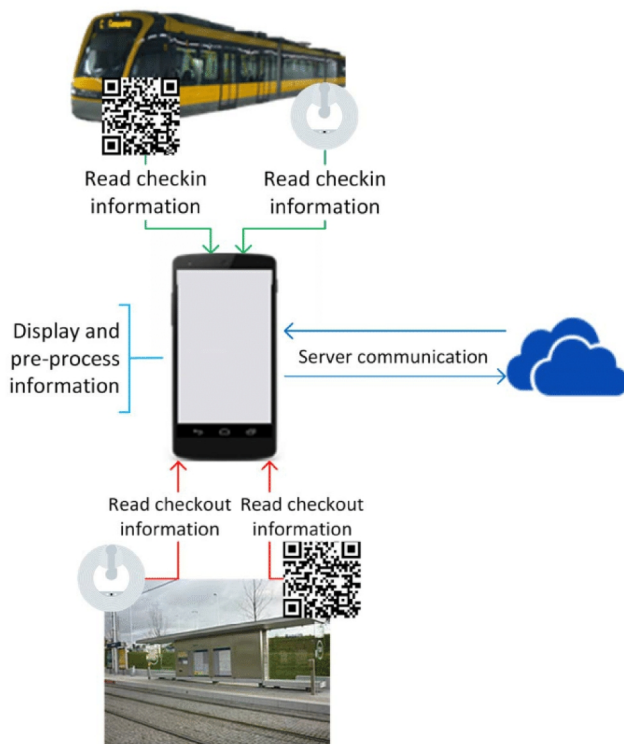 Read checkin
information
Read checkin
information
Display and
pre-process
information
Server communication
Read checkout
information
Read checkout
information